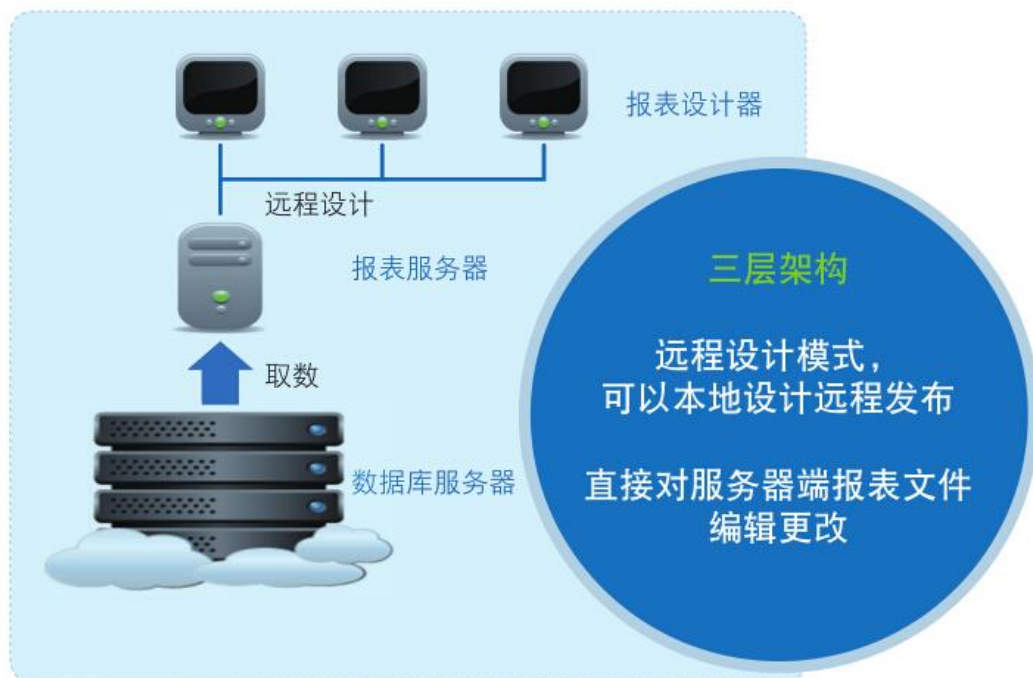 报表设计器
远程设计
报表服务器
取数
数据库服务器
三层架构
远程设计模式，
可以本地设计远程发布
直接对服务器端报表文件
编辑更改